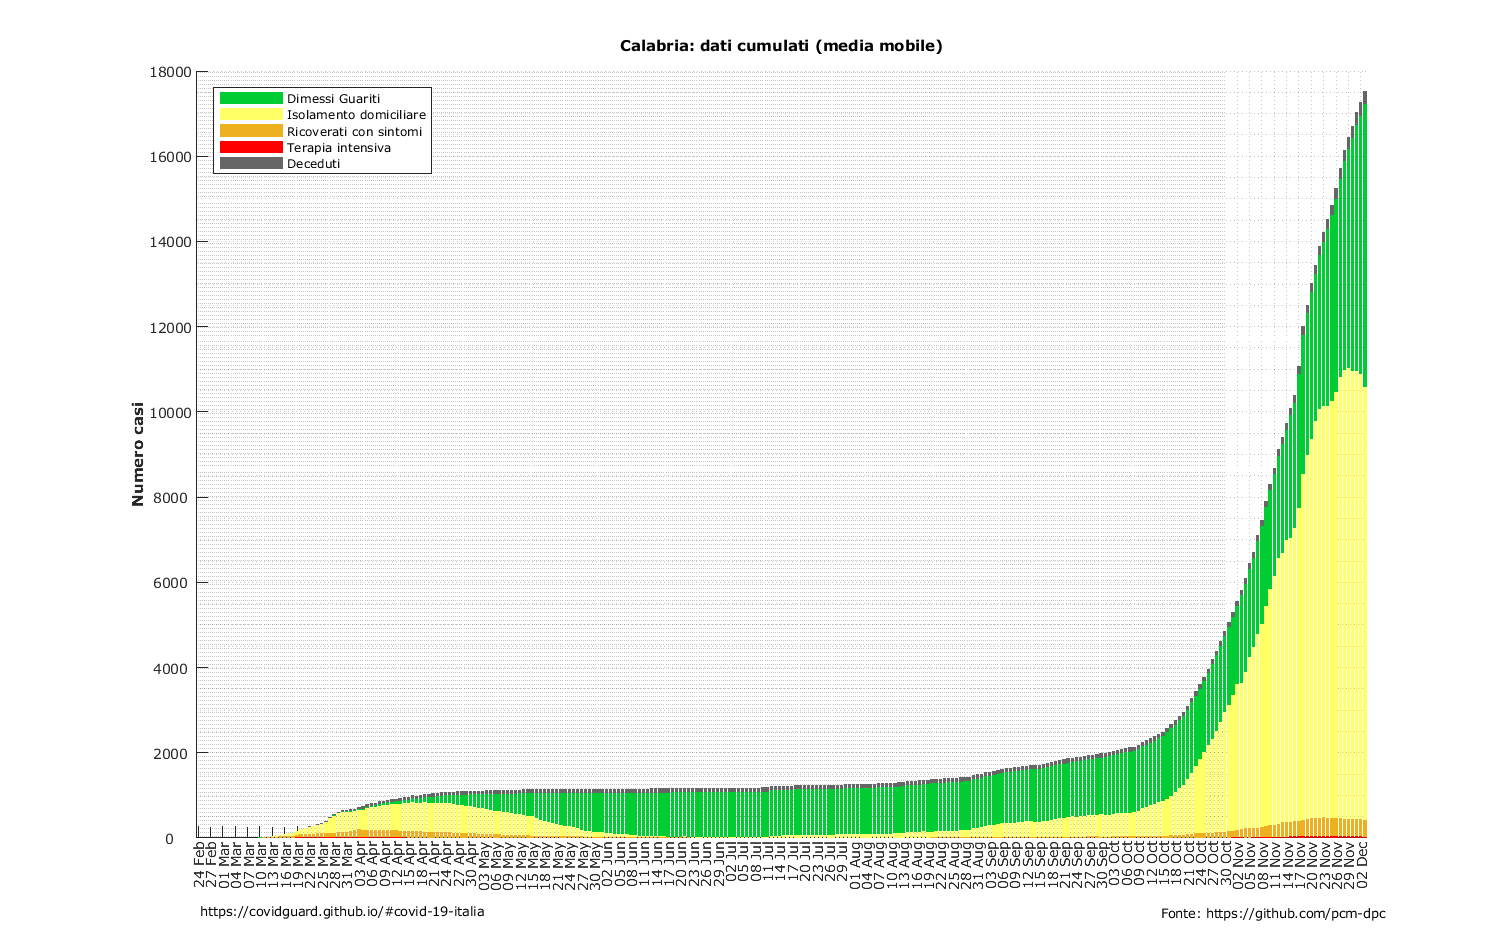 Calabria: dati cumulati (media mobile)
18000
16000
14000
12000
10000
8000
6000
4000
2000
0
Numero casi
Dimessi Guariti
Isolamento domiciliare
Ricoverati con sintomi
Terapia intensiva
Deceduti
24 Feb
27 Feb
01 Mar
04 Mar
07 Mar
10 Mar
13 Mar
16 Mar
19 Mar
22 Mar
25 Mar
28 Mar
31 Mar
03 Apr
06 Apr
09 Apr
12 Apr
15 Apr
18 Apr
21 Apr
24 Apr
27 Apr
30 Apr
03 May
06 May
09 May
12 May
15 May
18 May
21 May
24 May
27 May
30 May
02 Jun
05 Jun
08 Jun
11 Jun
14 Jun
17 Jun
20 Jun
23 Jun
26 Jun
29 Jun
02 Jul
05 Jul
08 Jul
11 Jul
14 Jul
17 Jul
20 Jul
23 Jul
26 Jul
29 Jul
01 Aug
04 Aug
07 Aug
10 Aug
13 Aug
16 Aug
19 Aug
22 Aug
25 Aug
28 Aug
31 Aug
03 Sep
06 Sep
09 Sep
12 Sep
15 Sep
18 Sep
21 Sep
24 Sep
27 Sep
30 Sep
03 Oct
06 Oct
09 Oct
12 Oct
15 Oct
18 Oct
21 Oct
24 Oct
27 Oct
30 Oct
02 Nov
05 Nov
08 Nov
11 Nov
14 Nov
17 Nov
20 Nov
23 Nov
26 Nov
29 Nov
02 Dec
https://covidguard.github.io/#covid-19-italia
Fonte: https://github.com/pcm-dpc